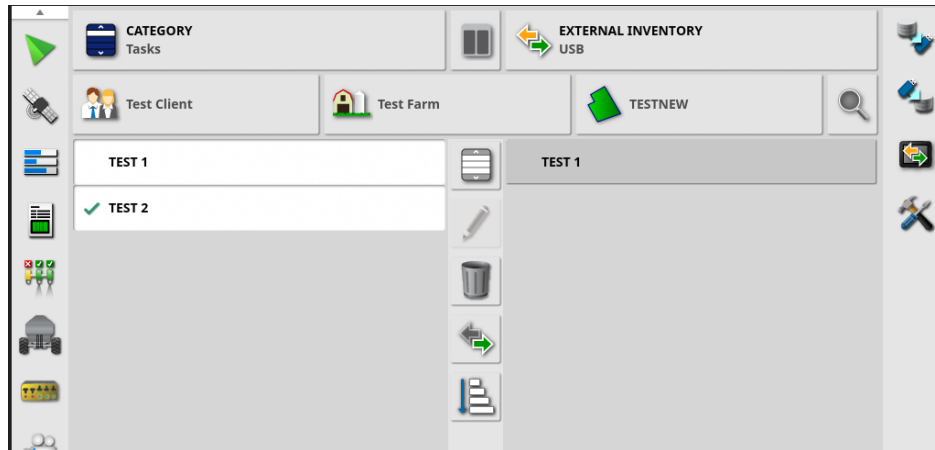 CATEGORY
Tasks
EXTERNAL INVENTORY
USB
Test Client
Test Farm
TESTNEW
TEST 1
TEST 1
TEST 2